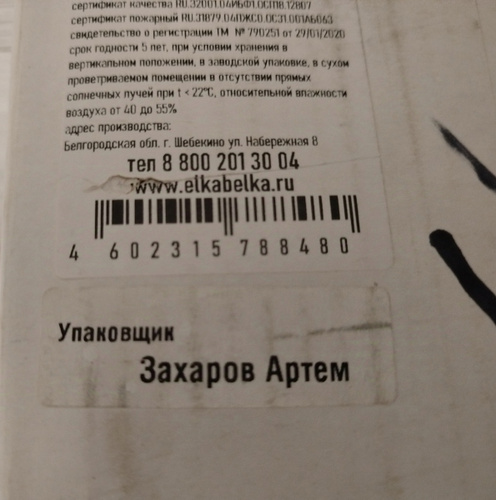 сертификат качества RU.32001.04ИБФ1.ОСП18.12807
сертификат пожарный RU.31879.04ОЖС0.ОС31.001АБ063
свидетельство о регистрации ТМ № 790251 от 29/01/2020
срок годности 5 лет, при условии хранения в
вертикальном положении, в заводской упаковке, в сухом
проветриваемом помещении в отсутствии прямых
солнечных лучей при t < 22°С, относительной влажности
воздуха от 40 до 55%
адрес производства:
Белгородская обл. г. Шебекино ул. Набережная 8
тел 8 800 201 30 04
www.elkabelka.ru
4 602315 788480
Упаковщик
Захаров Артем